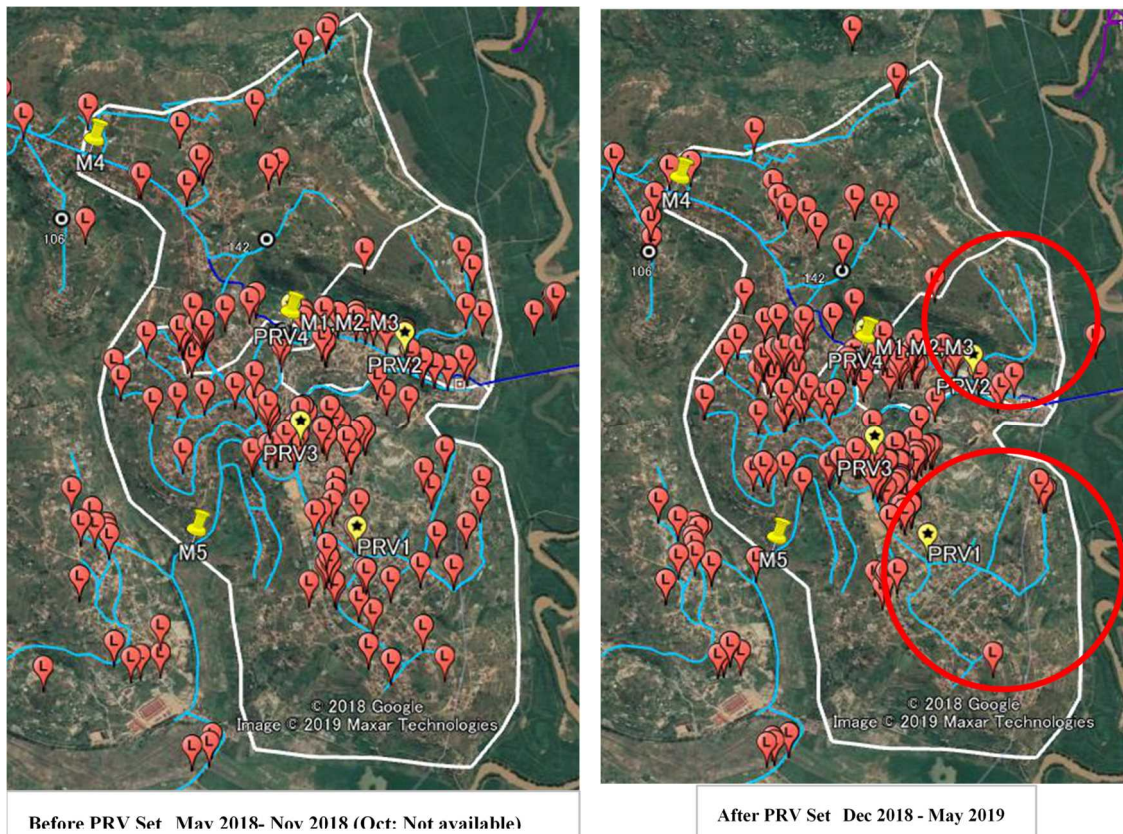 L L L L L L L L
M4
106
142
PRV4
M1,M2,M3
PRV2
PRV3
M5
PRV1
© 2018 Google
Image © 2019 Maxar Technologies
Before PRV Set May 2018- Nov 2018 (Oct: Not available)
M4
106
142
PRV4
M1,M2,M3
PRV2
PRV3
M5
PRV1
© 2018 Google
Image © 2019 Maxar Technologies
After PRV Set Dec 2018 - May 2019